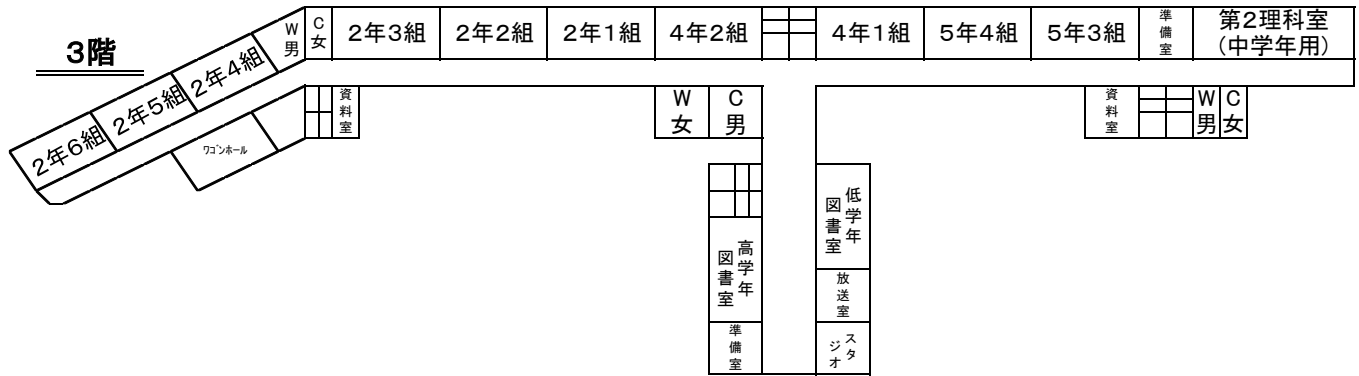 3階
W男
C女
2年3組
2年2組
2年1組
4年2組
4年1組
5年4組
5年3組
準備室
第2理科室
(中学年用)
2年4組
2年5組
2年6組
ワゴンホール
資料室
W女
C男
資料室
W男
C女
低学年図書室
高学年図書室
放送室
準備室
スタジオ